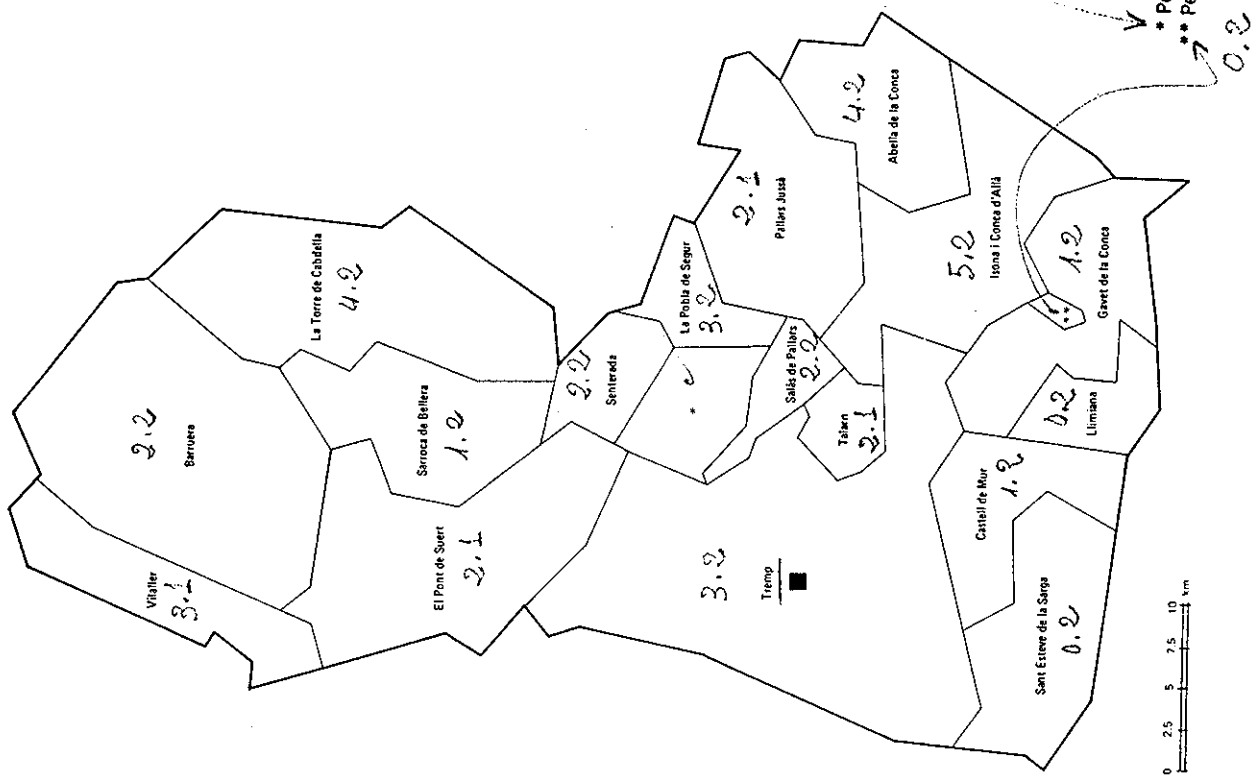 Vilaller
3.1
Barruera
2.2
La Torre de Cabdella
4.2
El Pont de Suert
2.1
Sarroca de Bellera
1.2
Senterada
2.2
*
La Pobla de Segur
3.2
Pallars Jussà
2.1
Salàs de Pallars
2.2
Talarn
2.1
Abella de la Conca
4.2
Tremp
3.2
Isona i Conca d'Allà
5.2
Castell de Mur
1.2
Llimiana
0.2
Gavet de la Conca
1.2
**
Sant Esteve de la Sarga
0.2
0 2.5 5 7.5 10 km
*
**
0.2